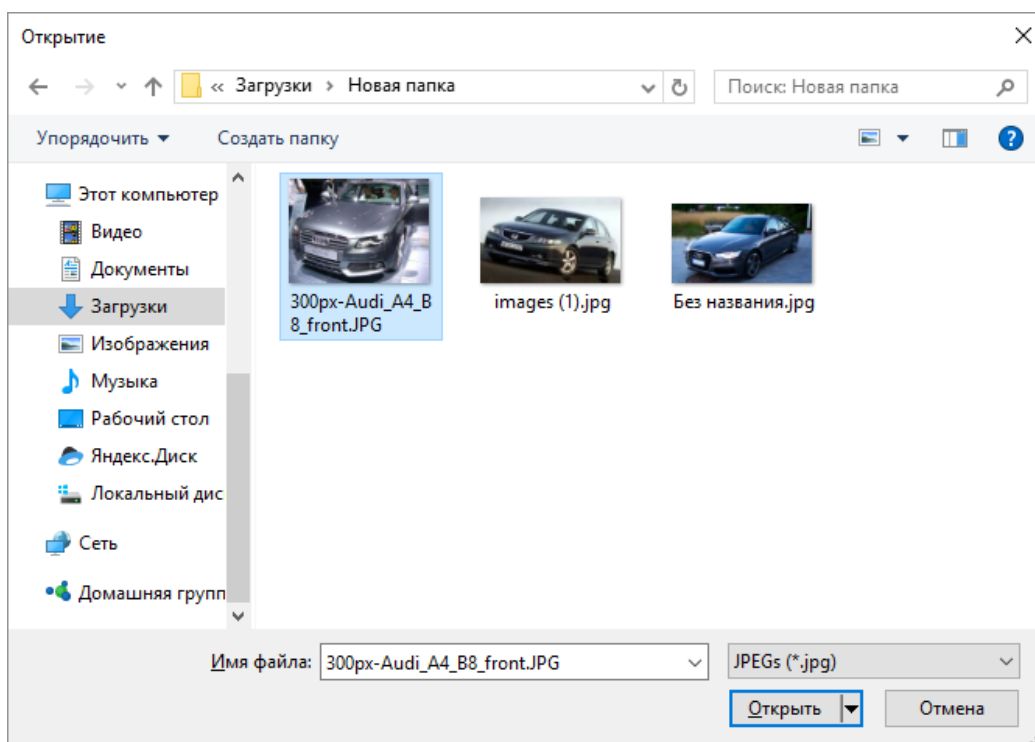 Открытие
« Загрузки › Новая папка
Поиск: Новая папка
Упорядочить
Создать папку
?
Этот компьютер
Видео
Документы
Загрузки
Изображения
Музыка
Рабочий стол
Яндекс.Диск
Локальный дис
Сеть
Домашняя групп
300px-Audi_A4_B
8_front.JPG
images (1).jpg
Без названия.jpg
Имя файла:
300px-Audi_A4_B8_front.JPG
JPEGs (*.jpg)
Открыть
Отмена